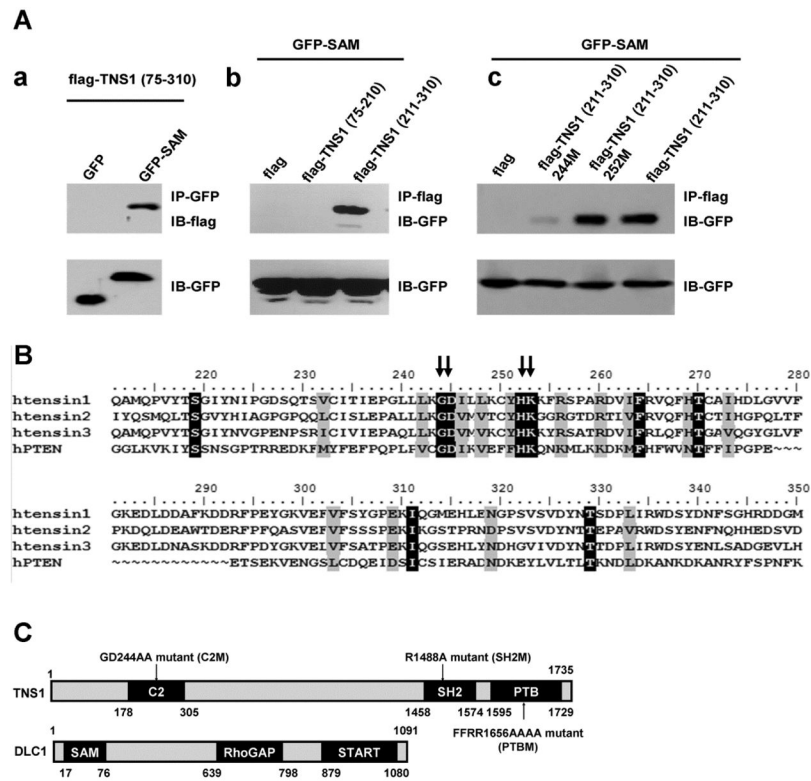 A
a
flag-TNS1 (75-310)
GFP
GFP-SAM
IP-GFP
IB-flag
IB-GFP
b
GFP-SAM
flag
flag-TNS1 (75-210)
flag-TNS1 (211-310)
IP-flag
IB-GFP
IB-GFP
c
GFP-SAM
flag
flag-TNS1 (211-310)
244M
flag-TNS1 (211-310)
252M
flag-TNS1 (211-310)
IP-flag
IB-GFP
IB-GFP
B
220 230 240 250 260 270 280
htensin1 QAMQPVYTSGIYNIPGDSQTSVCITIEPGLLLKGDILLKCYHKKFRSPARDVIFRVQFHTCAIHDLGVVF
htensin2 IYQSMQLTSGVYHIAGPGPQQLCISLEPALLLKGDVMVTCYHKGGRGTDRTLVFRVQFHTCTIHGPQLTF
htensin3 QAMQPVYTSGIYNVGPENPSRICIVIEPAQLLKGDVMVKCYHKKYRSATRDVIFRLQFHTGAVQGYGLVF
hPTEN GGLKVKIYSSNSGPTRREDKFMYFEFPQPLPVCGDIKVEFFHKQNKMLKKDKMFHFWVNTFFIPGPE~~~
290 300 310 320 330 340 350
htensin1 GKEDLDDAFKDDRFPEYGKVEFVFSYGPEKIQGMEHLENGPSVSVDYNTSDPLIRWDSYDNFSGHRDDGM
htensin2 PKDQLDEAWTDERFPFQASVEFVFSSSPEKIKGSTPRNDPSVSVDYNTTEPAVRWDSYENFNQHHEDSV
htensin3 GKEDLDNASKDDRFPDYGKVELVFSATPEKIQGSEHLYNDHGVIVDYNTTDPLIRWDSYENLSADGEVLH
hPTEN ~~~~~~~~~~~~ETSEKVENGSLCDQEIDSICSIERADNDKEYLVLTLTKNDLDKANKDKANRYFSPNFK
C
GD244AA mutant (C2M)
R1488A mutant (SH2M)
1
1735
TNS1
C2
SH2
PTB
178
305
1458
1574
1595
1729
FFRR1656AAAA mutant
(PTBM)
1
1091
DLC1
SAM
RhoGAP
START
17
76
639
798
879
1080